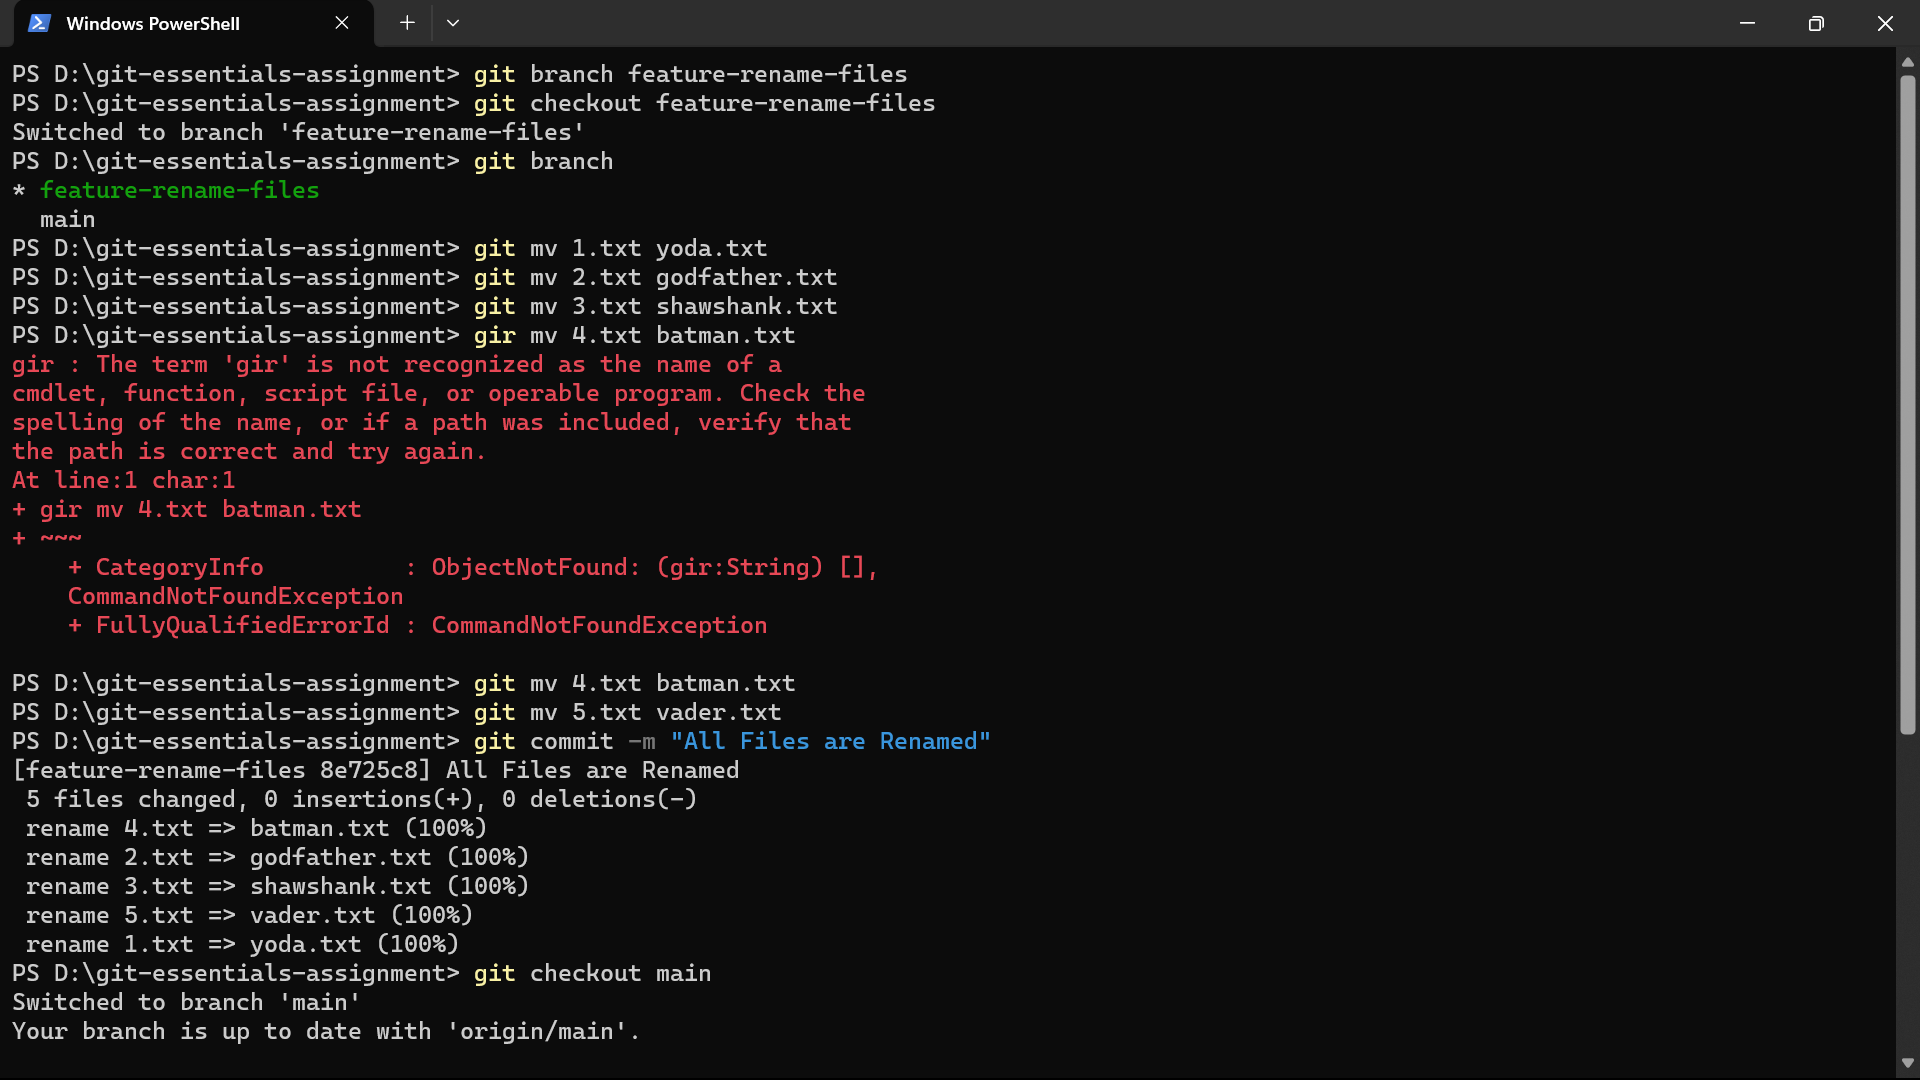 Windows PowerShell
PS D:\git-essentials-assignment> git branch feature-rename-files
PS D:\git-essentials-assignment> git checkout feature-rename-files
Switched to branch 'feature-rename-files'
PS D:\git-essentials-assignment> git branch
* feature-rename-files
  main
PS D:\git-essentials-assignment> git mv 1.txt yoda.txt
PS D:\git-essentials-assignment> git mv 2.txt godfather.txt
PS D:\git-essentials-assignment> git mv 3.txt shawshank.txt
PS D:\git-essentials-assignment> gir mv 4.txt batman.txt
gir : The term 'gir' is not recognized as the name of a
cmdlet, function, script file, or operable program. Check the
spelling of the name, or if a path was included, verify that
the path is correct and try again.
At line:1 char:1
+ gir mv 4.txt batman.txt
+ ~~~
    + CategoryInfo          : ObjectNotFound: (gir:String) [],
    CommandNotFoundException
    + FullyQualifiedErrorId : CommandNotFoundException
PS D:\git-essentials-assignment> git mv 4.txt batman.txt
PS D:\git-essentials-assignment> git mv 5.txt vader.txt
PS D:\git-essentials-assignment> git commit -m "All Files are Renamed"
[feature-rename-files 8e725c8] All Files are Renamed
 5 files changed, 0 insertions(+), 0 deletions(-)
 rename 4.txt => batman.txt (100%)
 rename 2.txt => godfather.txt (100%)
 rename 3.txt => shawshank.txt (100%)
 rename 5.txt => vader.txt (100%)
 rename 1.txt => yoda.txt (100%)
PS D:\git-essentials-assignment> git checkout main
Switched to branch 'main'
Your branch is up to date with 'origin/main'.